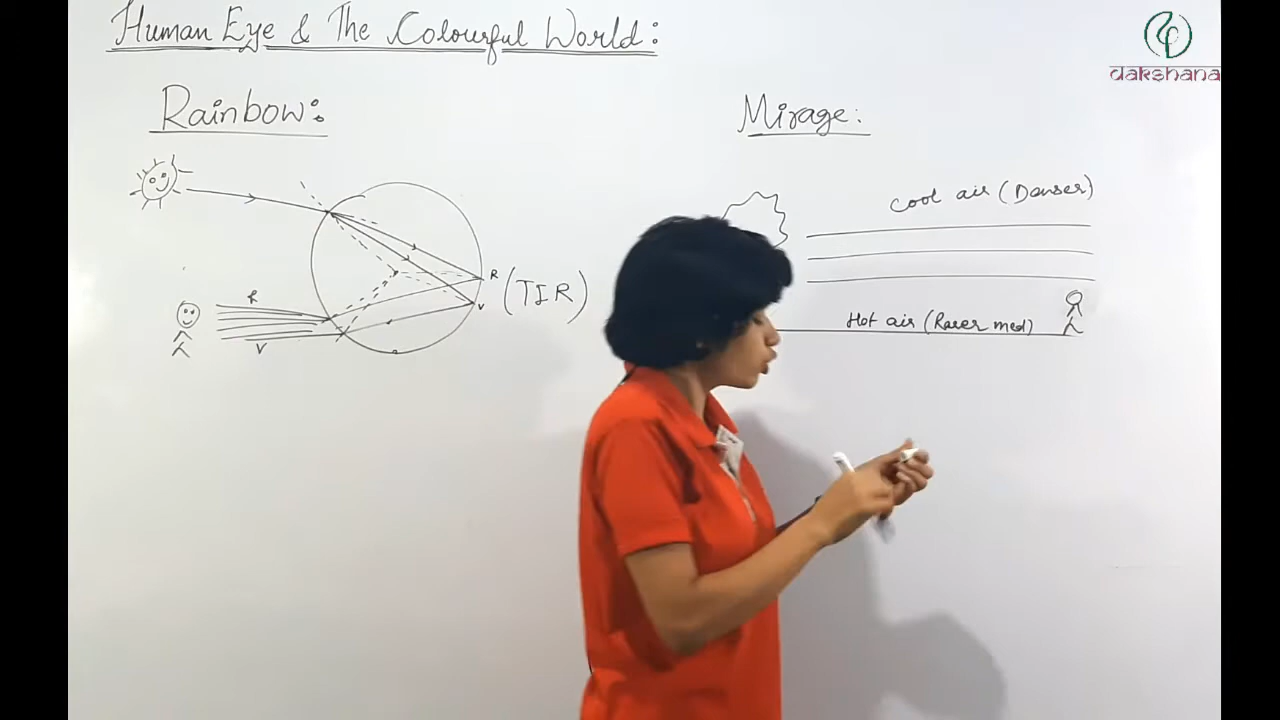 Human Eye & The Colourful World:
dakshana
Rainbow:
Mirage:
Cool air (Denser)
R
V
(TIR)
Hot air (Rarer med)
R
V